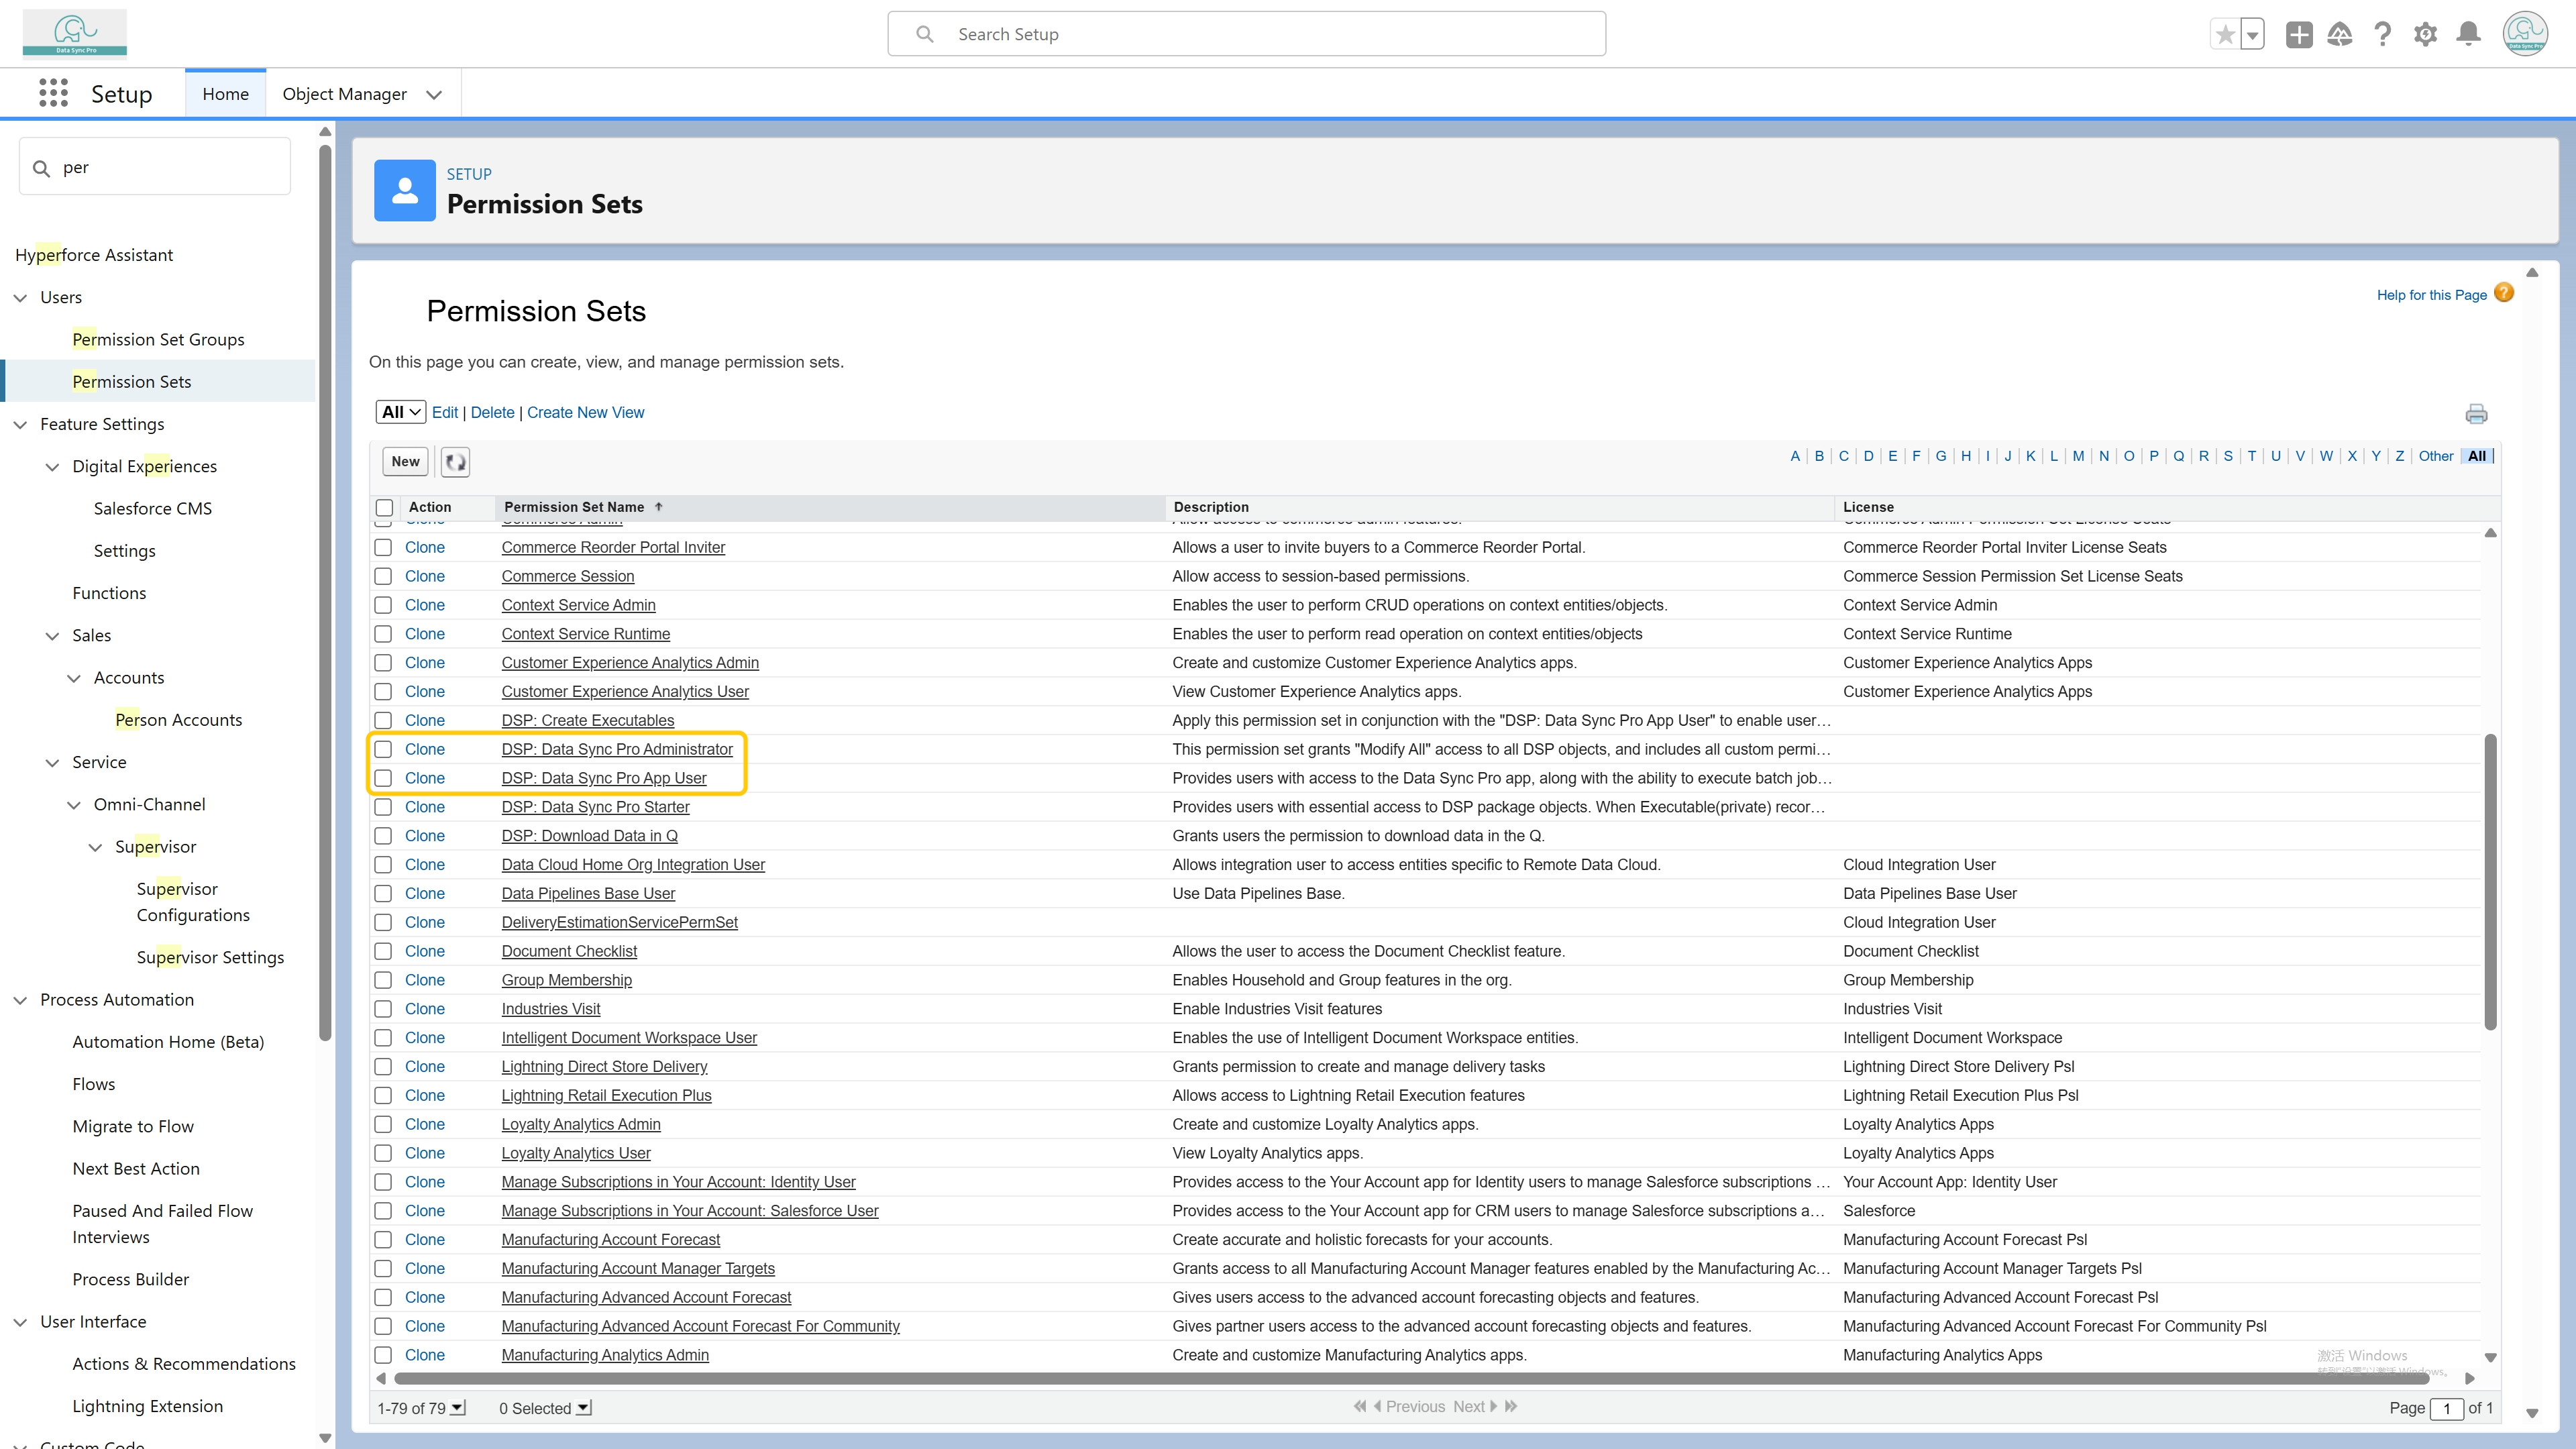 Data Sync Pro
Search Setup
Data Sync Pro
Setup
Home
Object Manager
per
Hyperforce Assistant
Users
Permission Set Groups
Permission Sets
Feature Settings
Digital Experiences
Salesforce CMS
Settings
Functions
Sales
Accounts
Person Accounts
Service
Omni-Channel
Supervisor
Supervisor
Configurations
Supervisor Settings
Process Automation
Automation Home (Beta)
Flows
Migrate to Flow
Next Best Action
Paused And Failed Flow
Interviews
Process Builder
User Interface
Actions & Recommendations
Lightning Extension
Custom Code
SETUP
Permission Sets
Permission Sets
Help for this Page
On this page you can create, view, and manage permission sets.
All Edit | Delete | Create New View
New
A | B | C | D | E | F | G | H | I | J | K | L | M | N | O | P | Q | R | S | T | U | V | W | X | Y | Z | Other | All |
Action Permission Set Name Description License
Clone Commerce Admin Allow access to commerce admin features. Commerce Admin Permission Set License Seats
Clone Commerce Reorder Portal Inviter Allows a user to invite buyers to a Commerce Reorder Portal. Commerce Reorder Portal Inviter License Seats
Clone Commerce Session Allow access to session-based permissions. Commerce Session Permission Set License Seats
Clone Context Service Admin Enables the user to perform CRUD operations on context entities/objects. Context Service Admin
Clone Context Service Runtime Enables the user to perform read operation on context entities/objects Context Service Runtime
Clone Customer Experience Analytics Admin Create and customize Customer Experience Analytics apps. Customer Experience Analytics Apps
Clone Customer Experience Analytics User View Customer Experience Analytics apps. Customer Experience Analytics Apps
Clone DSP: Create Executables Apply this permission set in conjunction with the "DSP: Data Sync Pro App User" to enable user…
Clone DSP: Data Sync Pro Administrator This permission set grants "Modify All" access to all DSP objects, and includes all custom permi…
Clone DSP: Data Sync Pro App User Provides users with access to the Data Sync Pro app, along with the ability to execute batch job…
Clone DSP: Data Sync Pro Starter Provides users with essential access to DSP package objects. When Executable(private) recor…
Clone DSP: Download Data in Q Grants users the permission to download data in the Q.
Clone Data Cloud Home Org Integration User Allows integration user to access entities specific to Remote Data Cloud. Cloud Integration User
Clone Data Pipelines Base User Use Data Pipelines Base. Data Pipelines Base User
Clone DeliveryEstimationServicePermSet Cloud Integration User
Clone Document Checklist Allows the user to access the Document Checklist feature. Document Checklist
Clone Group Membership Enables Household and Group features in the org. Group Membership
Clone Industries Visit Enable Industries Visit features Industries Visit
Clone Intelligent Document Workspace User Enables the use of Intelligent Document Workspace entities. Intelligent Document Workspace
Clone Lightning Direct Store Delivery Grants permission to create and manage delivery tasks Lightning Direct Store Delivery Psl
Clone Lightning Retail Execution Plus Allows access to Lightning Retail Execution features Lightning Retail Execution Plus Psl
Clone Loyalty Analytics Admin Create and customize Loyalty Analytics apps. Loyalty Analytics Apps
Clone Loyalty Analytics User View Loyalty Analytics apps. Loyalty Analytics Apps
Clone Manage Subscriptions in Your Account: Identity User Provides access to the Your Account app for Identity users to manage Salesforce subscriptions … Your Account App: Identity User
Clone Manage Subscriptions in Your Account: Salesforce User Provides access to the Your Account app for CRM users to manage Salesforce subscriptions a… Salesforce
Clone Manufacturing Account Forecast Create accurate and holistic forecasts for your accounts. Manufacturing Account Forecast Psl
Clone Manufacturing Account Manager Targets Grants access to all Manufacturing Account Manager features enabled by the Manufacturing Ac… Manufacturing Account Manager Targets Psl
Clone Manufacturing Advanced Account Forecast Gives users access to the advanced account forecasting objects and features. Manufacturing Advanced Account Forecast Psl
Clone Manufacturing Advanced Account Forecast For Community Gives partner users access to the advanced account forecasting objects and features. Manufacturing Advanced Account Forecast For Community Psl
Clone Manufacturing Analytics Admin Create and customize Manufacturing Analytics apps. Manufacturing Analytics Apps
激活 Windows
1-79 of 79 0 Selected Previous Next Page 1 of 1